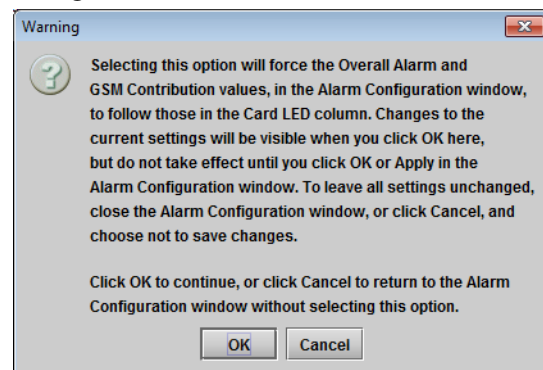 Warning
Selecting this option will force the Overall Alarm and
GSM Contribution values, in the Alarm Configuration window,
to follow those in the Card LED column. Changes to the
current settings will be visible when you click OK here,
but do not take effect until you click OK or Apply in the
Alarm Configuration window. To leave all settings unchanged,
close the Alarm Configuration window, or click Cancel, and
choose not to save changes.
Click OK to continue, or click Cancel to return to the Alarm
Configuration window without selecting this option.
OK Cancel